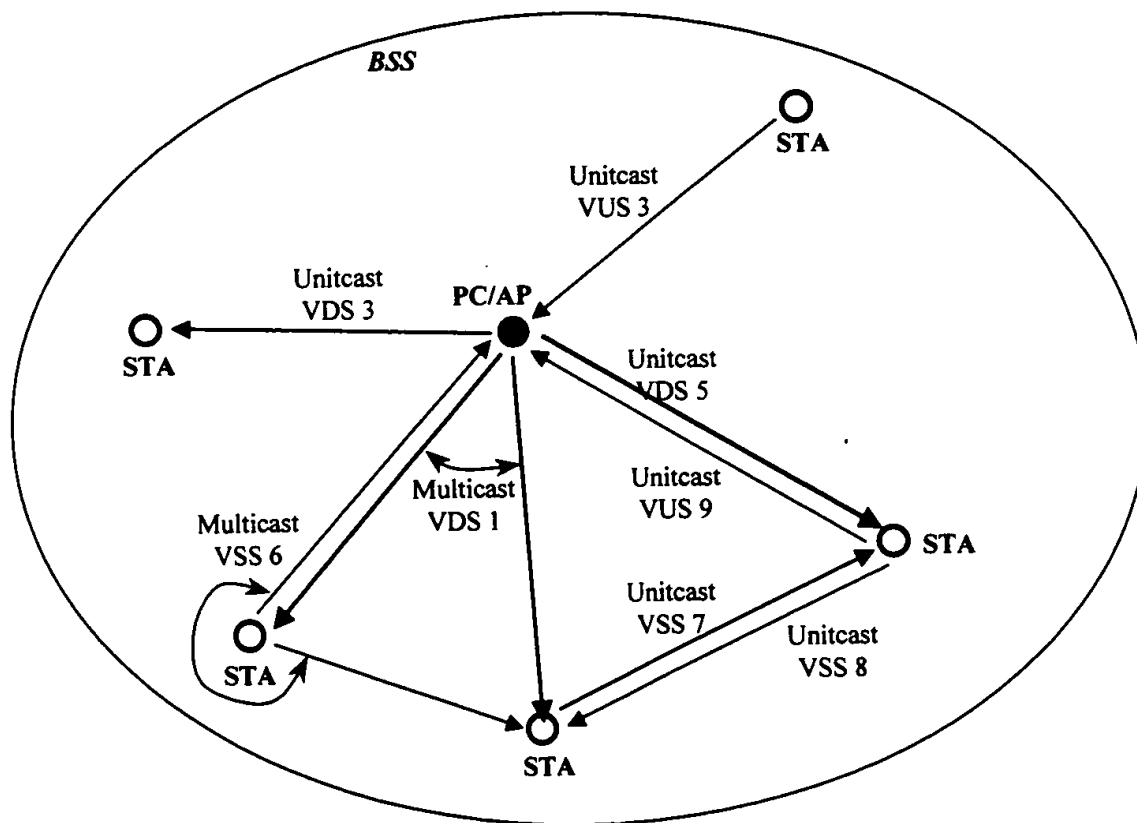 BSS
STA
Unitcast
VUS 3
Unitcast
VDS 3
PC/AP
STA
Unitcast
VDS 5
Multicast
VDS 1
Unitcast
VUS 9
Multicast
VSS 6
STA
Unitcast
VSS 7
Unitcast
VSS 8
STA
STA